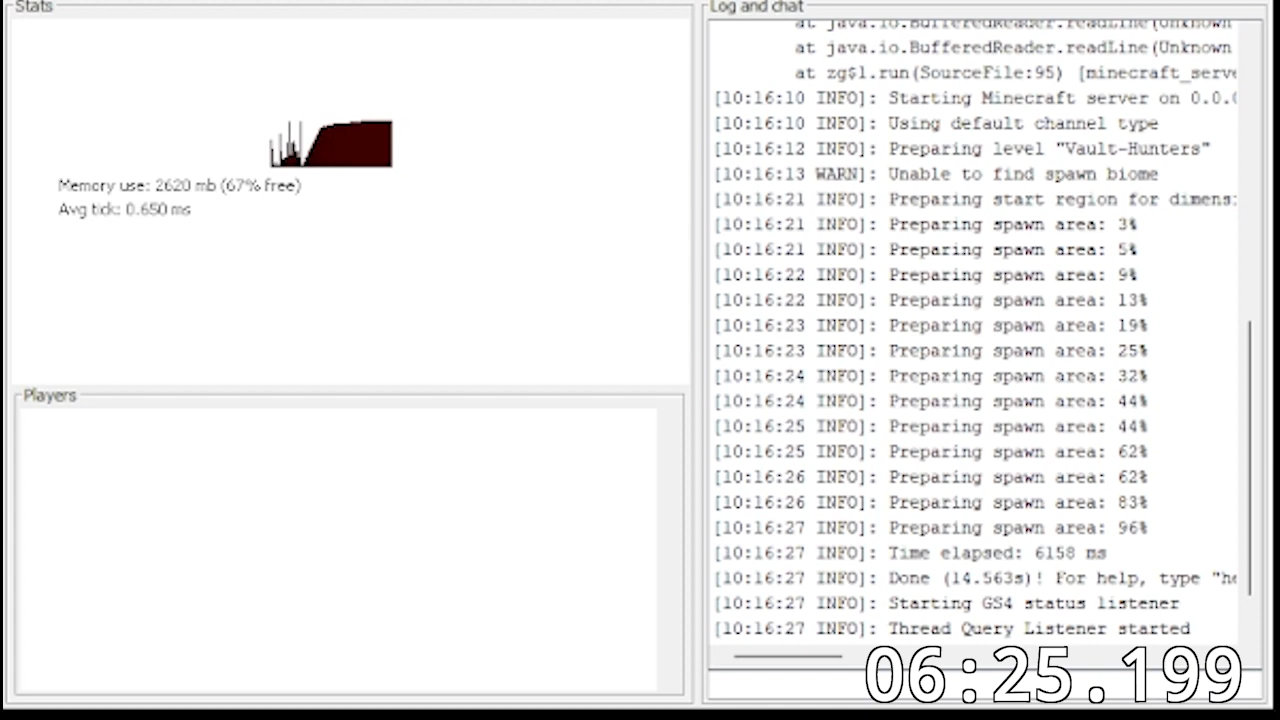 Stats
Memory use: 2620 mb (67% free)
Avg tick: 0.650 ms
Players
Log and chat
at java.io.BufferedReader.readLine(Unknown
at java.io.BufferedReader.readLine(Unknown
at zg$1.run(SourceFile:95) [minecraft_serve
[10:16:10 INFO]: Starting Minecraft server on 0.0.0
[10:16:10 INFO]: Using default channel type
[10:16:12 INFO]: Preparing level "Vault-Hunters"
[10:16:13 WARN]: Unable to find spawn biome
[10:16:21 INFO]: Preparing start region for dimens
[10:16:21 INFO]: Preparing spawn area: 3%
[10:16:21 INFO]: Preparing spawn area: 5%
[10:16:22 INFO]: Preparing spawn area: 9%
[10:16:22 INFO]: Preparing spawn area: 13%
[10:16:23 INFO]: Preparing spawn area: 19%
[10:16:23 INFO]: Preparing spawn area: 25%
[10:16:24 INFO]: Preparing spawn area: 32%
[10:16:24 INFO]: Preparing spawn area: 44%
[10:16:25 INFO]: Preparing spawn area: 44%
[10:16:25 INFO]: Preparing spawn area: 62%
[10:16:26 INFO]: Preparing spawn area: 62%
[10:16:26 INFO]: Preparing spawn area: 83%
[10:16:27 INFO]: Preparing spawn area: 96%
[10:16:27 INFO]: Time elapsed: 6158 ms
[10:16:27 INFO]: Done (14.563s)! For help, type "he
[10:16:27 INFO]: Starting GS4 status listener
[10:16:27 INFO]: Thread Query Listener started
06:25.199